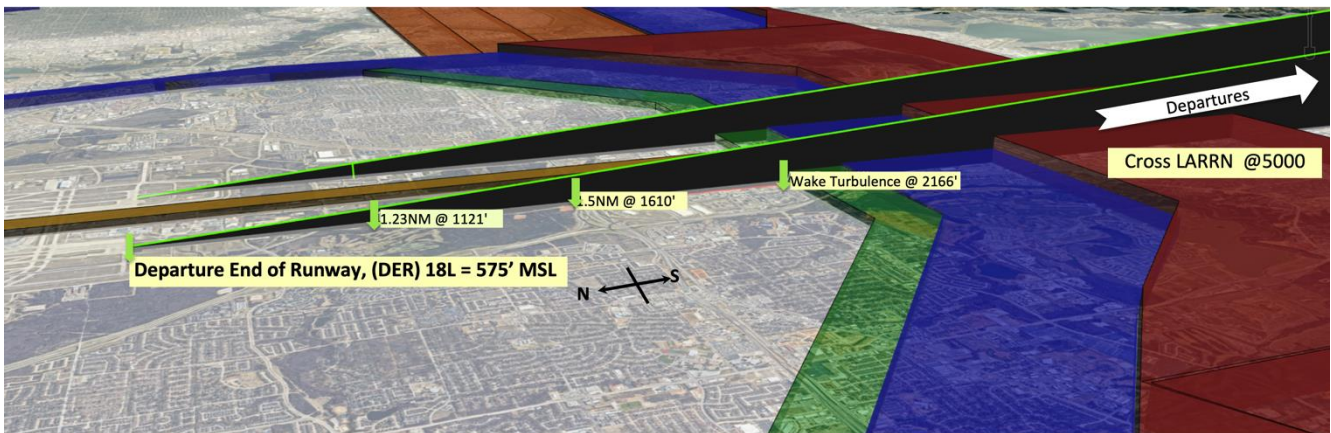 Departures
Cross LARRN @5000
Wake Turbulence @ 2166'
1.5NM @ 1610'
1.23NM @ 1121'
Departure End of Runway, (DER) 18L = 575' MSL
N S